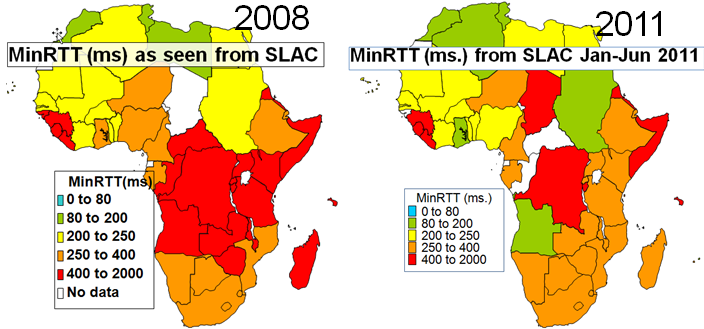 2008
MinRTT (ms) as seen from SLAC
MinRTT(ms)
0 to 80
80 to 200
200 to 250
250 to 400
400 to 2000
No data
2011
MinRTT (ms.) from SLAC Jan-Jun 2011
MinRTT (ms.)
0 to 80
80 to 200
200 to 250
250 to 400
400 to 2000